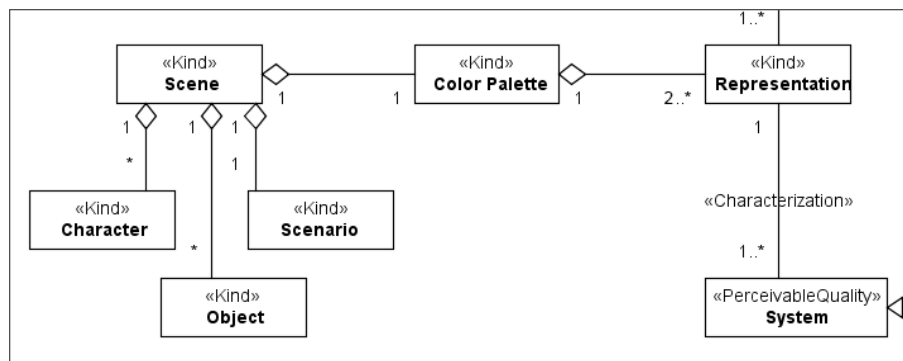 1..*
«Kind»
Scene
1
1
«Kind»
Color Palette
1
2..*
«Kind»
Representation
1
1
1
1
*
1
«Kind»
Character
«Kind»
Scenario
*
«Kind»
Object
«Characterization»
1..*
«PerceivableQuality»
System